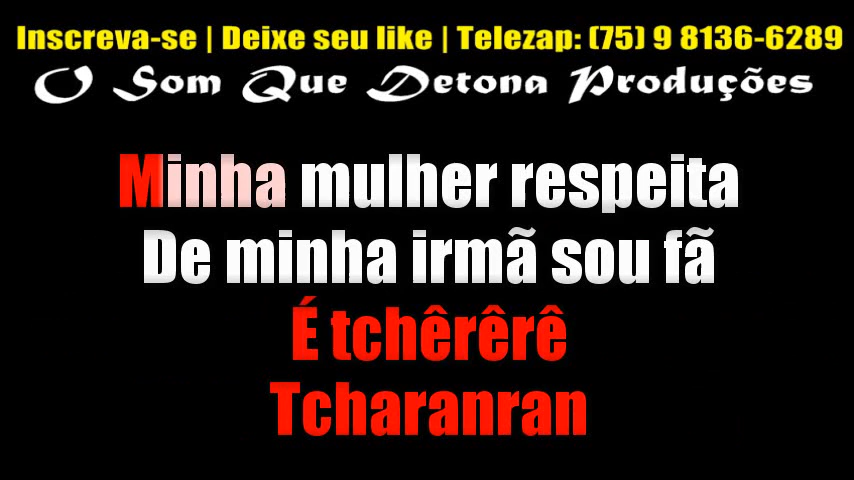 Inscreva-se | Deixe seu like | Telezap: (75) 9 8136-6289
O Som Que Detona Produções
Minha mulher respeita
De minha irmã sou fã
É tchêrêrê
Tcharanran